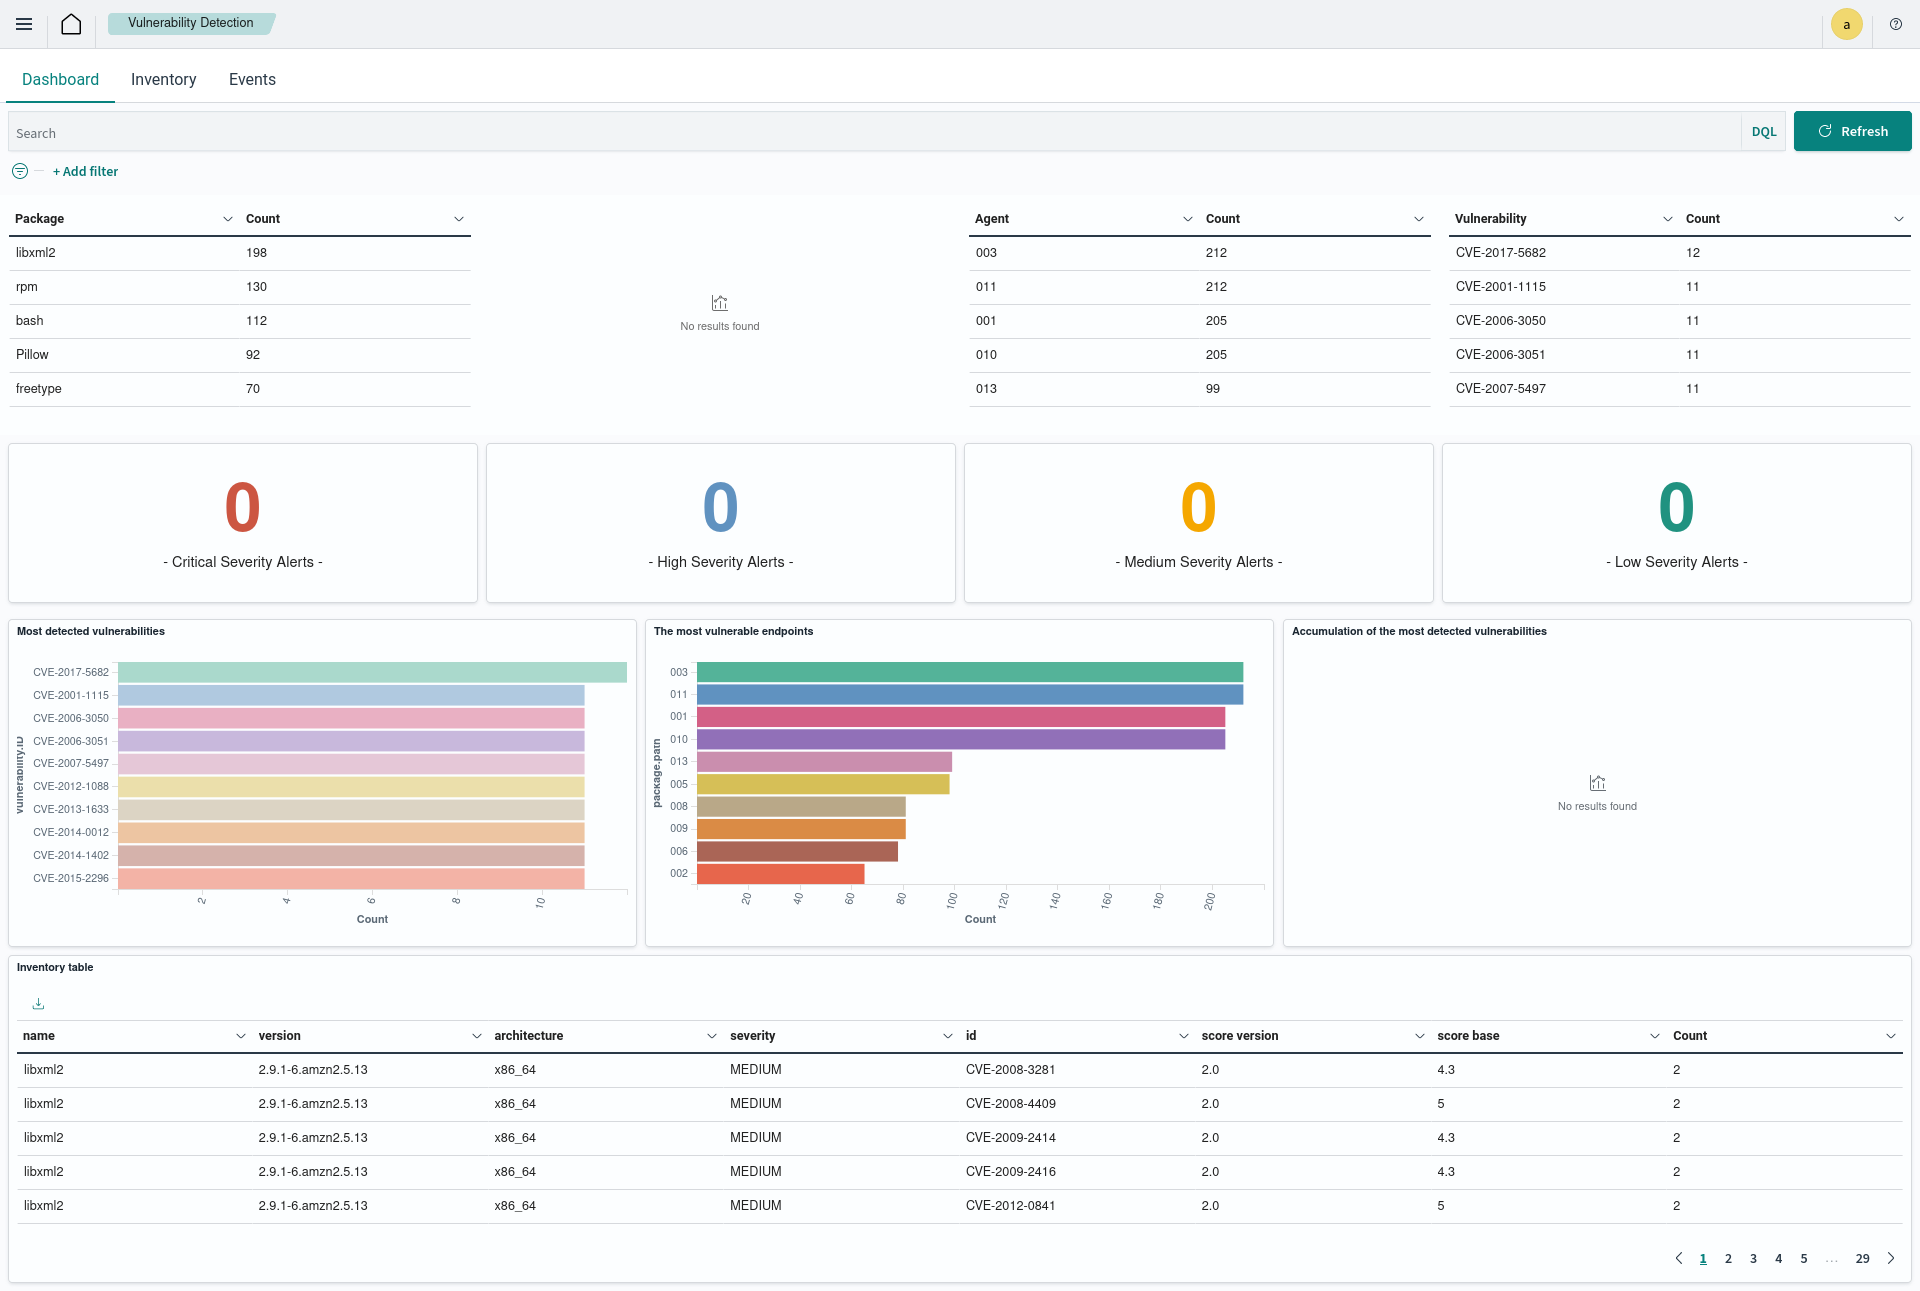 Vulnerability Detection
a
Dashboard Inventory Events
Search DQL Refresh
+ Add filter
Package Count
libxml2 198
rpm 130
bash 112
Pillow 92
freetype 70
No results found
Agent Count
003 212
011 212
001 205
010 205
013 99
Vulnerability Count
CVE-2017-5682 12
CVE-2001-1115 11
CVE-2006-3050 11
CVE-2006-3051 11
CVE-2007-5497 11
0
- Critical Severity Alerts -
0
- High Severity Alerts -
0
- Medium Severity Alerts -
0
- Low Severity Alerts -
Most detected vulnerabilities
vulnerability.ID
CVE-2017-5682
CVE-2001-1115
CVE-2006-3050
CVE-2006-3051
CVE-2007-5497
CVE-2012-1088
CVE-2013-1633
CVE-2014-0012
CVE-2014-1402
CVE-2015-2296
2 4 6 8 10
Count
The most vulnerable endpoints
package.path
003
011
001
010
013
005
008
009
006
002
20 40 60 80 100 120 140 160 180 200
Count
Accumulation of the most detected vulnerabilities
No results found
Inventory table
name version architecture severity id score version score base Count
libxml2 2.9.1-6.amzn2.5.13 x86_64 MEDIUM CVE-2008-3281 2.0 4.3 2
libxml2 2.9.1-6.amzn2.5.13 x86_64 MEDIUM CVE-2008-4409 2.0 5 2
libxml2 2.9.1-6.amzn2.5.13 x86_64 MEDIUM CVE-2009-2414 2.0 4.3 2
libxml2 2.9.1-6.amzn2.5.13 x86_64 MEDIUM CVE-2009-2416 2.0 4.3 2
libxml2 2.9.1-6.amzn2.5.13 x86_64 MEDIUM CVE-2012-0841 2.0 5 2
1 2 3 4 5 ... 29